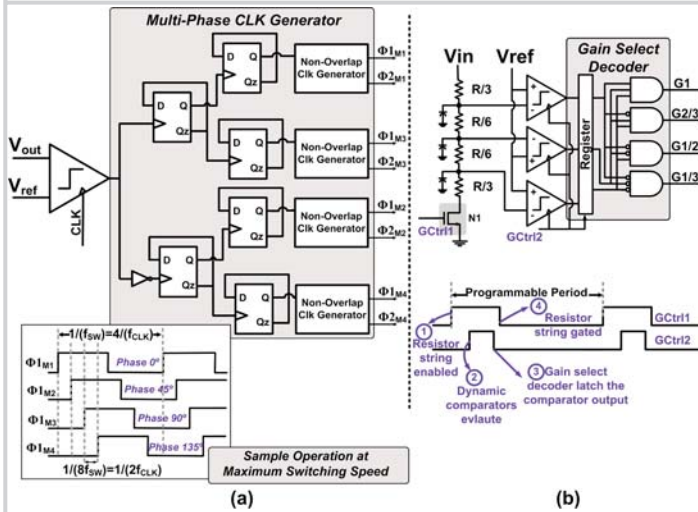 Multi-Phase CLK Generator
D Q
Qz
Non-Overlap
Clk Generator
Φ1M1
Φ2M1
D Q
Qz
D Q
Qz
Non-Overlap
Clk Generator
Φ1M3
Φ2M3
Vout
Vref
CLK
D Q
Qz
Non-Overlap
Clk Generator
Φ1M2
Φ2M2
D Q
Qz
D Q
Qz
Non-Overlap
Clk Generator
Φ1M4
Φ2M4
1/(fSW)=4/(fCLK)
Φ1M1
Phase 0º
Φ1M2
Phase 45º
Φ1M3
Phase 90º
Φ1M4
Phase 135º
1/(8fSW)=1/(2fCLK)
Sample Operation at
Maximum Switching Speed
(a)
Vin
Vref
Gain Select
Decoder
R/3
R/6
R/6
R/3
+
-
+
-
+
-
Register
G1
G2/3
G1/2
G1/3
N1
GCtrl1
GCtrl2
Programmable Period
GCtrl1
GCtrl2
1
Resistor
string
enabled
4
Resistor
string gated
2
Dynamic
comparators
evlaute
3 Gain select
decoder latch the
comparator output
(b)